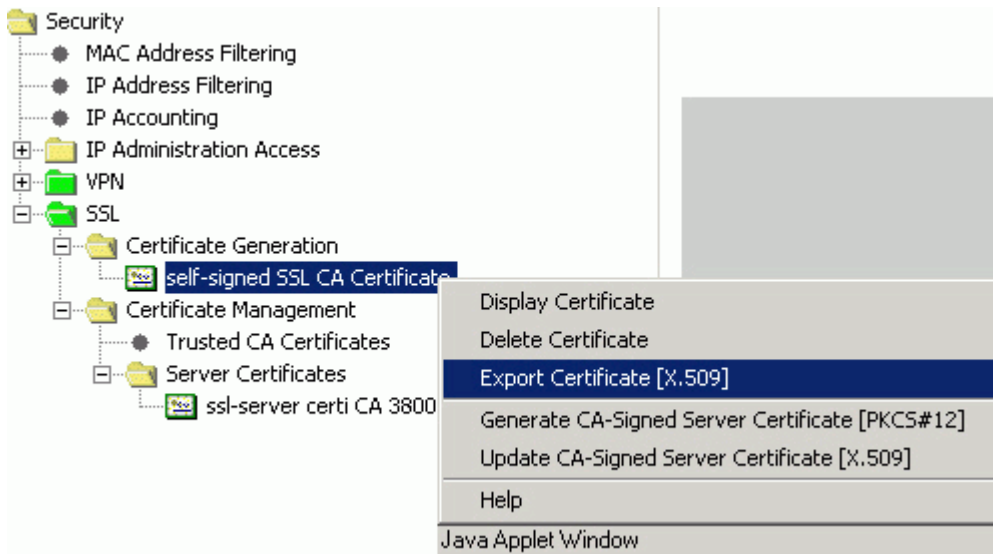 Security
MAC Address Filtering
IP Address Filtering
IP Accounting
IP Administration Access
VPN
SSL
Certificate Generation
self-signed SSL CA Certificate
Certificate Management
Trusted CA Certificates
Server Certificates
ssl-server certi CA 3800
Display Certificate
Delete Certificate
Export Certificate [X.509]
Generate CA-Signed Server Certificate [PKCS#12]
Update CA-Signed Server Certificate [X.509]
Help
Java Applet Window